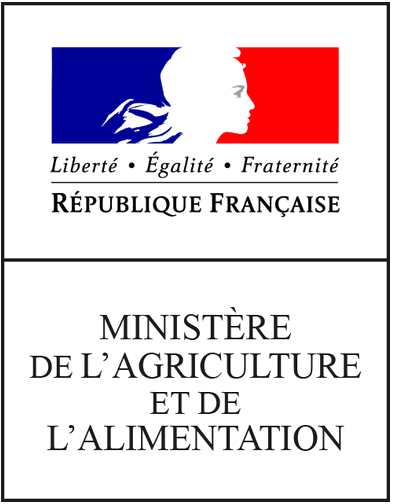 Liberté • Égalité • Fraternité
RÉPUBLIQUE FRANÇAISE
MINISTÈRE
DE L’AGRICULTURE
ET DE
L’ALIMENTATION